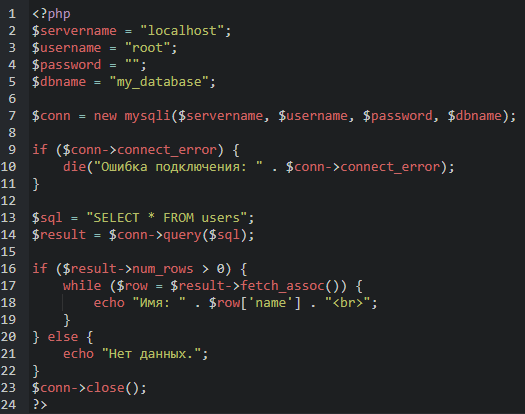 1 <?php
2 $servername = "localhost";
3 $username = "root";
4 $password = "";
5 $dbname = "my_database";
6
7 $conn = new mysqli($servername, $username, $password, $dbname);
8
9 if ($conn->connect_error) {
10     die("Ошибка подключения: " . $conn->connect_error);
11 }
12
13 $sql = "SELECT * FROM users";
14 $result = $conn->query($sql);
15
16 if ($result->num_rows > 0) {
17     while ($row = $result->fetch_assoc()) {
18         echo "Имя: " . $row['name'] . "<br>";
19     }
20 } else {
21     echo "Нет данных.";
22 }
23 $conn->close();
24 ?>